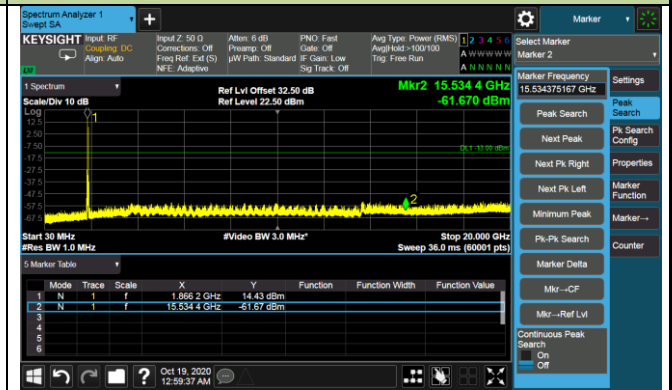 Spectrum Analyzer 1
Swept SA
+
Marker
KEYSIGHT
Input: RF
Coupling: DC
Align: Auto
Input Z: 50 Ω
Corrections: Off
Freq Ref: Ext (S)
NFE: Adaptive
Atten: 6 dB
Preamp: Off
µW Path: Standard
PNO: Fast
Gate: Off
IF Gain: Low
Sig Track: Off
Avg Type: Power (RMS)
Avg|Hold:>100/100
Trig: Free Run
1 2 3 4 5 6
A W W W W W
A N N N N N
LW
Select Marker
Marker 2
1 Spectrum
Scale/Div 10 dB
Ref Lvl Offset 32.50 dB
Ref Level 22.50 dBm
Mkr2 15.534 4 GHz
-61.670 dBm
Log
12.5
2.50
-7.50
-17.5
-27.5
-37.5
-47.5
-57.5
-67.5
1
DL1 -13.00 dBm
2
Start 30 MHz
#Res BW 1.0 MHz
#Video BW 3.0 MHz*
Stop 20.000 GHz
Sweep 36.0 ms (60001 pts)
5 Marker Table
Mode Trace Scale X Y Function Function Width Function Value
1 N 1 f 1.866 2 GHz 14.43 dBm
2 N 1 f 15.534 4 GHz -61.67 dBm
3
4
5
6
Marker Frequency
15.534375167 GHz
Peak Search
Next Peak
Next Pk Right
Next Pk Left
Minimum Peak
Pk-Pk Search
Marker Delta
Mkr→CF
Mkr→Ref Lvl
Continuous Peak
Search
On
Off
Settings
Peak
Search
Pk Search
Config
Properties
Marker
Function
Marker→
Counter
?
Oct 19, 2020
12:59:37 AM